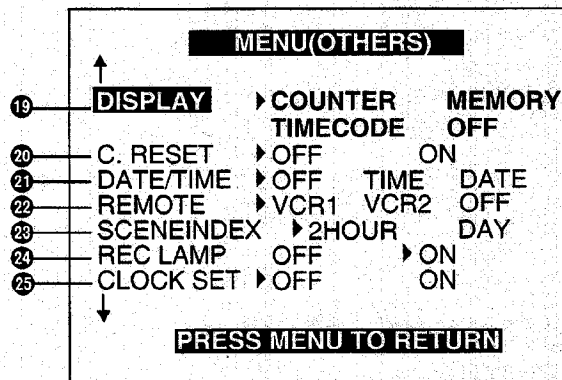 MENU(OTHERS)
19 DISPLAY COUNTER MEMORY
TIMECODE OFF
20 C. RESET OFF ON
21 DATE/TIME OFF TIME DATE
22 REMOTE VCR1 VCR2 OFF
23 SCENEINDEX 2HOUR DAY
24 REC LAMP OFF ON
25 CLOCK SET OFF ON
PRESS MENU TO RETURN